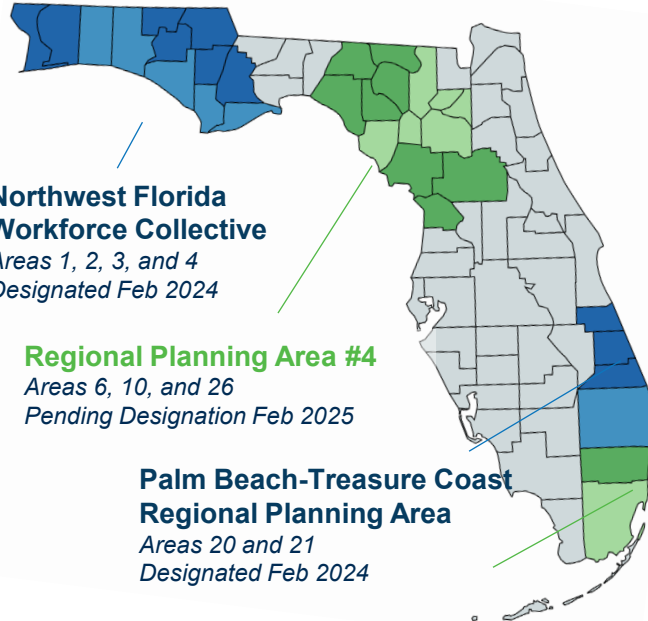 Northwest Florida
Workforce Collective
Areas 1, 2, 3, and 4
Designated Feb 2024
Regional Planning Area #4
Areas 6, 10, and 26
Pending Designation Feb 2025
Palm Beach-Treasure Coast
Regional Planning Area
Areas 20 and 21
Designated Feb 2024